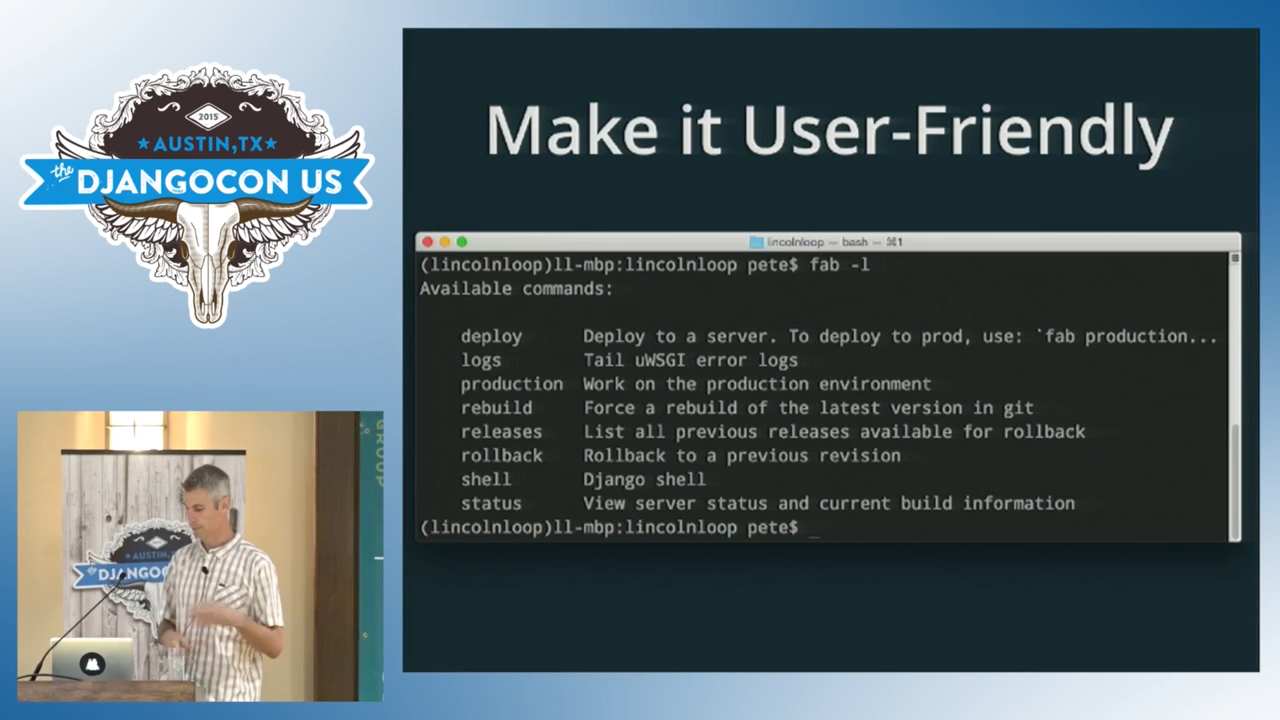 2015
AUSTIN,TX
the
DJANGOCON US
Make it User-Friendly
lincolnloop — bash — ⌘1
(lincolnloop)ll-mbp:lincolnloop pete$ fab -l
Available commands:
deploy Deploy to a server. To deploy to prod, use: `fab production...
logs Tail uWSGI error logs
production Work on the production environment
rebuild Force a rebuild of the latest version in git
releases List all previous releases available for rollback
rollback Rollback to a previous revision
shell Django shell
status View server status and current build information
(lincolnloop)ll-mbp:lincolnloop pete$ _
GROUP
AUSTIN,
the DJANGOC